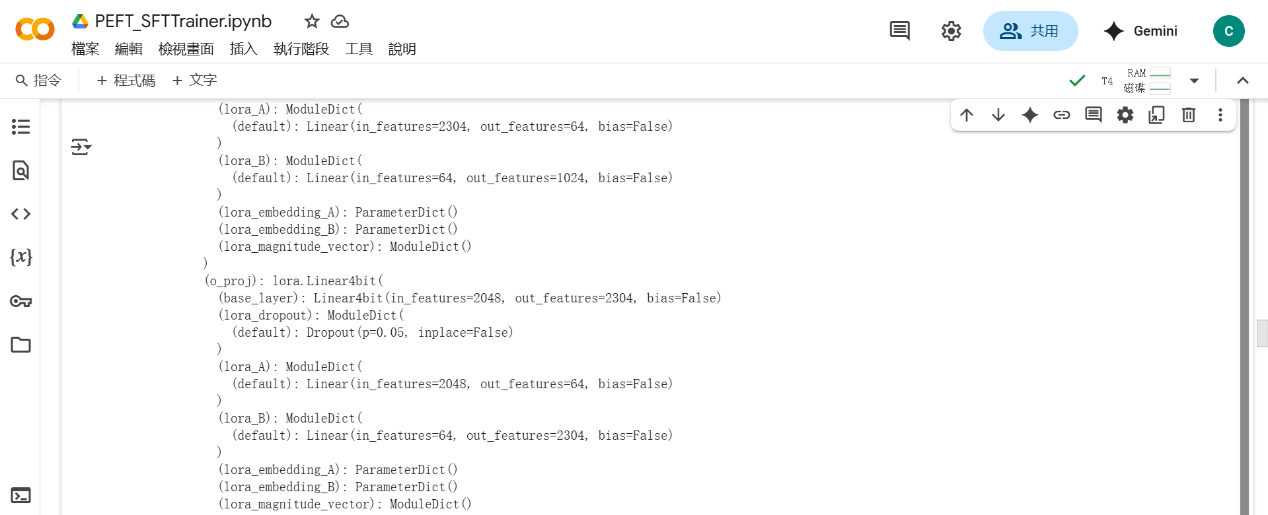 PEFT_SFTTrainer.ipynb
檔案 編輯 檢視畫面 插入 執行階段 工具 說明
共用
Gemini
C
指令
+ 程式碼 + 文字
T4
RAM
磁碟
(lora_A): ModuleDict(
(default): Linear(in_features=2304, out_features=64, bias=False)
)
(lora_B): ModuleDict(
(default): Linear(in_features=64, out_features=1024, bias=False)
)
(lora_embedding_A): ParameterDict()
(lora_embedding_B): ParameterDict()
(lora_magnitude_vector): ModuleDict()
)
(o_proj): lora.Linear4bit(
(base_layer): Linear4bit(in_features=2048, out_features=2304, bias=False)
(lora_dropout): ModuleDict(
(default): Dropout(p=0.05, inplace=False)
)
(lora_A): ModuleDict(
(default): Linear(in_features=2048, out_features=64, bias=False)
)
(lora_B): ModuleDict(
(default): Linear(in_features=64, out_features=2304, bias=False)
)
(lora_embedding_A): ParameterDict()
(lora_embedding_B): ParameterDict()
(lora_magnitude_vector): ModuleDict()